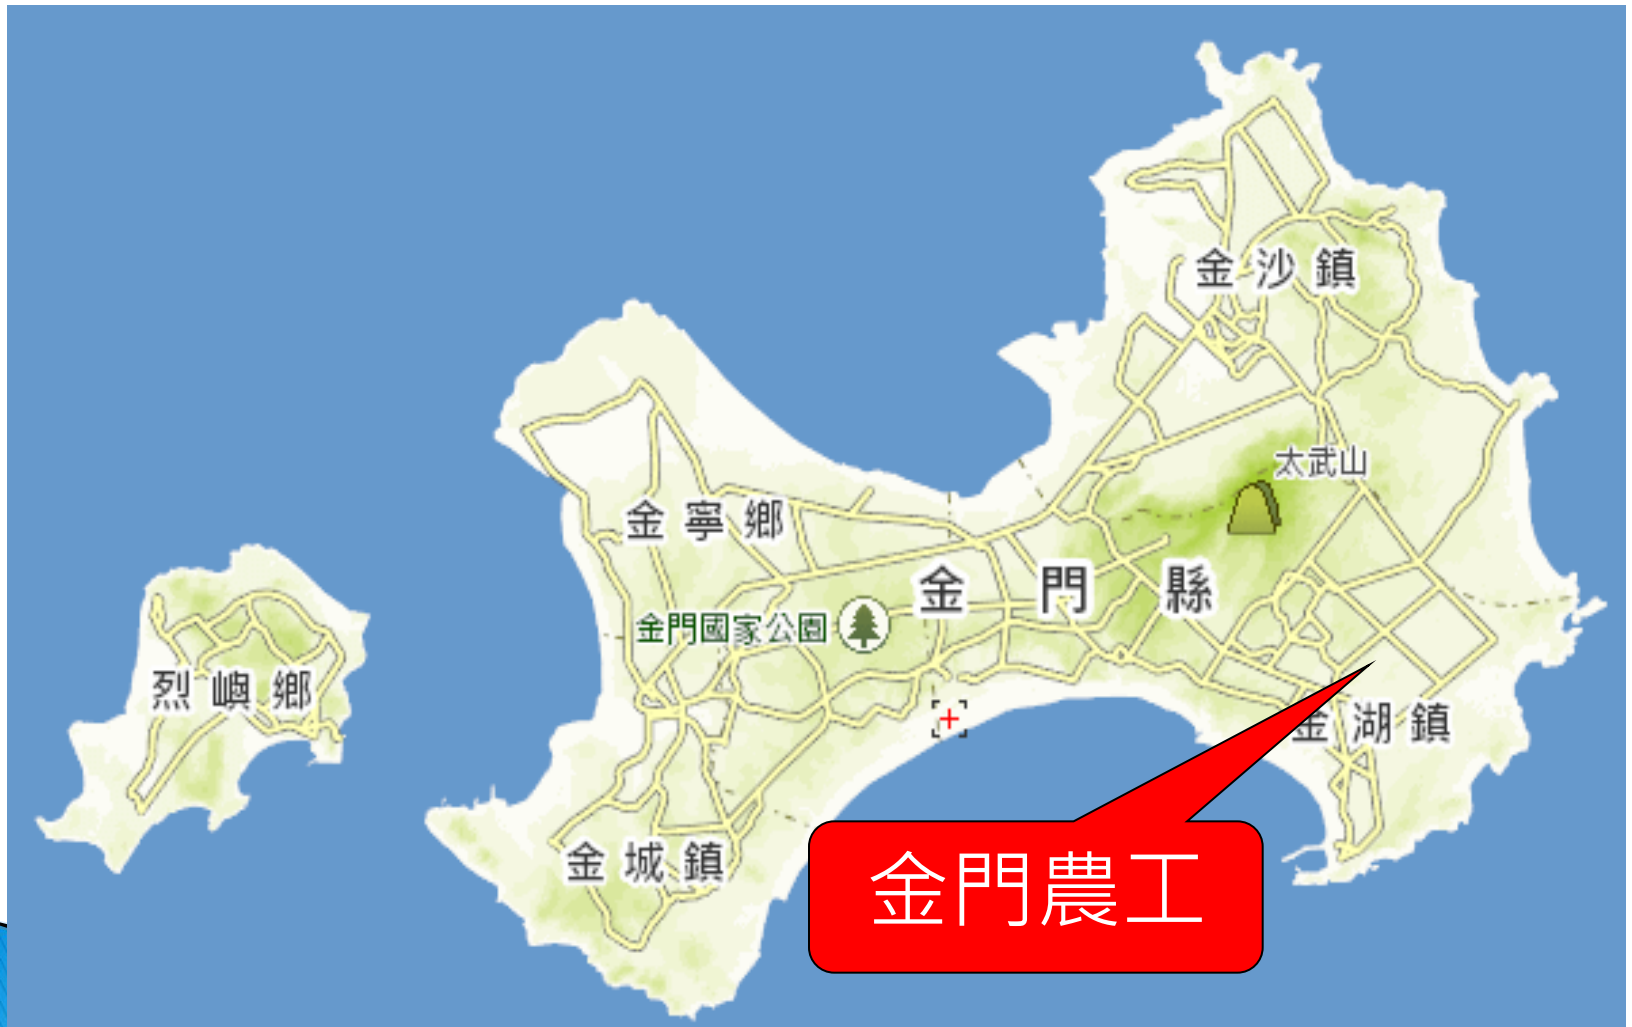 金沙鎮
太武山
金寧鄉
金門縣
金門國家公園
烈嶼鄉
金湖鎮
金城鎮
金門農工